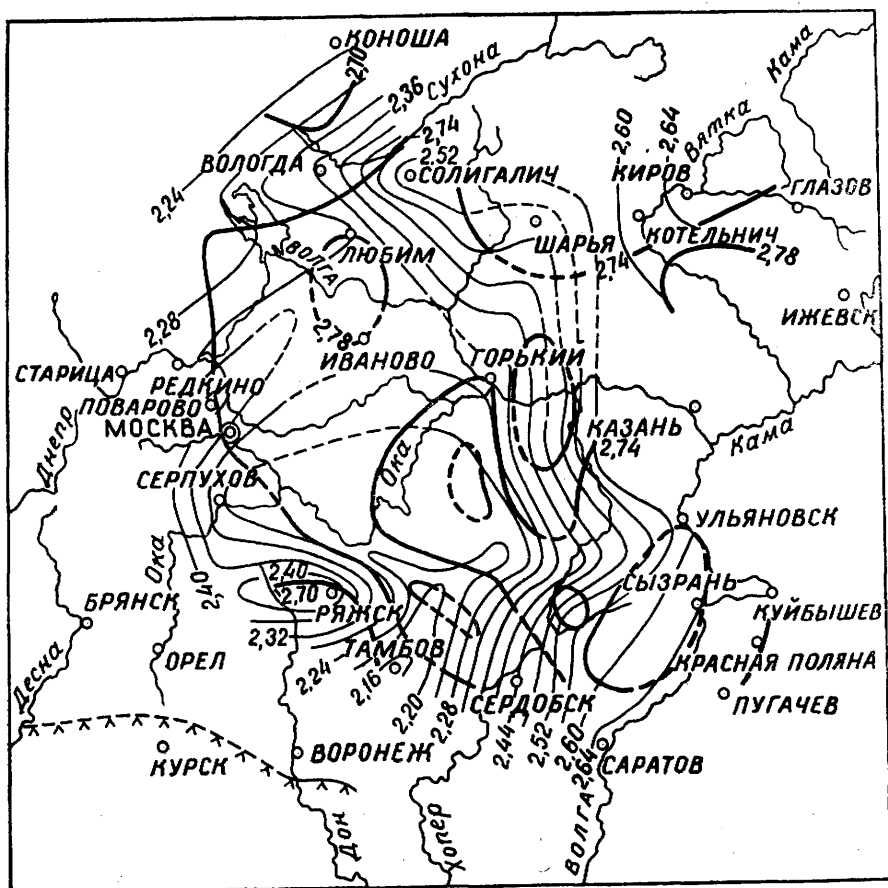 КОНОША
2,70
Сухона
Кама
2,36
2,74
2,52
2,60
2,64
Вятка
ВОЛОГДА
СОЛИГАЛИЧ
КИРОВ
ГЛАЗОВ
2,24
ШАРЬЯ
КОТЕЛЬНИЧ
ЛЮБИМ
ВОЛГА
2,74
2,78
2,28
2,78
ИЖЕВСК
ИВАНОВО
ГОРЬКИЙ
СТАРИЦА
РЕДКИНО
ПОВАРОВО
МОСКВА
Днепр
КАЗАНЬ
Кама
2,74
Ока
СЕРПУХОВ
УЛЬЯНОВСК
Ока
2,40
2,40
2,70
РЯЖСК
СЫЗРАНЬ
КУЙБЫШЕВ
БРЯНСК
2,32
ОРЕЛ
ТАМБОВ
КРАСНАЯ ПОЛЯНА
Десна
2,24
2,16
2,20
2,28
СЕРДОБСК
ПУГАЧЕВ
2,44
2,52
2,60
2,64
КУРСК
ВОРОНЕЖ
САРАТОВ
Дон
Хопер
ВОЛГА